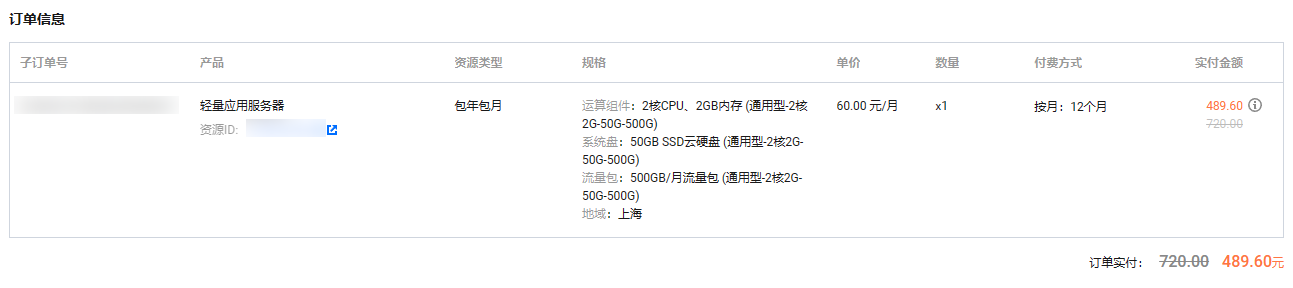 订单信息
子订单号 产品 资源类型 规格 单价 数量 付费方式 实付金额
轻量应用服务器 包年包月 运算组件：2核CPU、2GB内存 (通用型-2核 60.00 元/月 x1 按月：12个月 489.60
2G-50G-500G) 720.00
资源ID:
系统盘：50GB SSD云硬盘 (通用型-2核2G-
50G-500G)
流量包：500GB/月流量包 (通用型-2核2G-
50G-500G)
地域：上海
订单实付： 720.00 489.60元